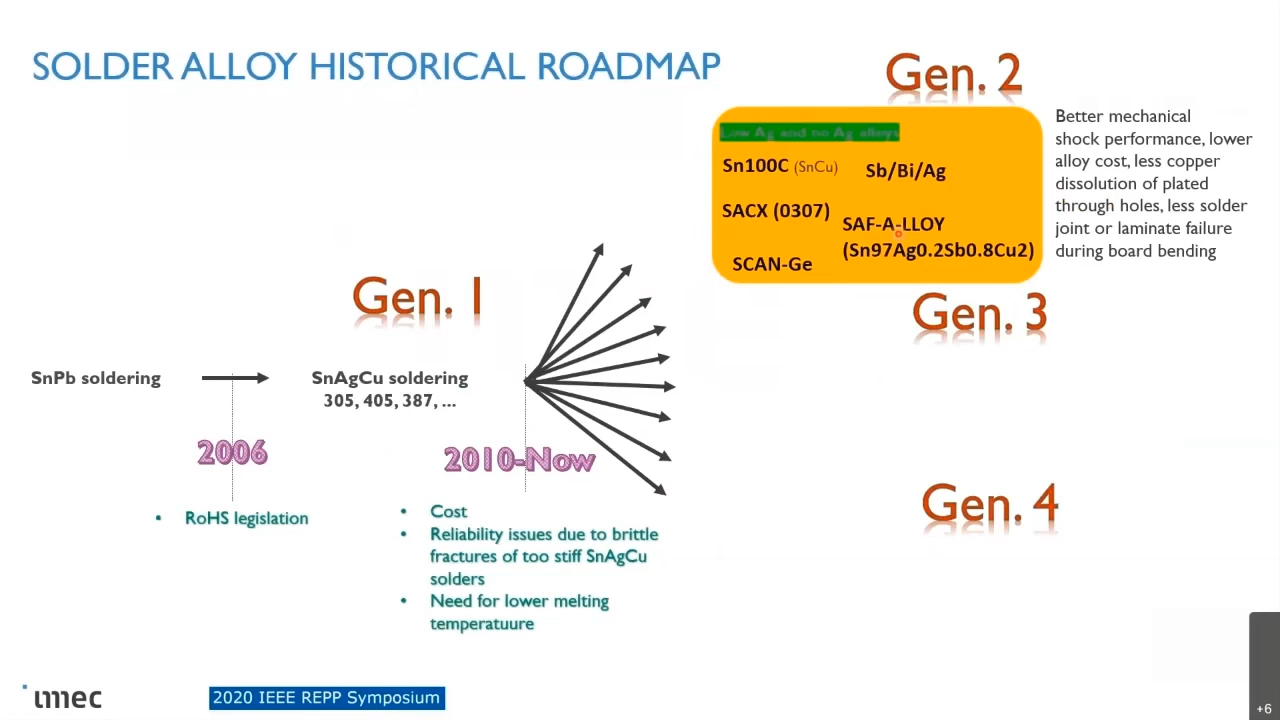 SOLDER ALLOY HISTORICAL ROADMAP
Gen. 2
Low Ag and no Ag alloys
Sn100C (SnCu)
Sb/Bi/Ag
SACX (0307)
SAF-A-LLOY
(Sn97Ag0.2Sb0.8Cu2)
SCAN-Ge
Better mechanical
shock performance, lower
alloy cost, less copper
dissolution of plated
through holes, less solder
joint or laminate failure
during board bending
Gen. 1
Gen. 3
SnPb soldering
SnAgCu soldering
305, 405, 387, ...
2006
2010-Now
• RoHS legislation
• Cost
• Reliability issues due to brittle
fractures of too stiff SnAgCu
solders
• Need for lower melting
temperatuure
Gen. 4
imec
2020 IEEE REPP Symposium
+6